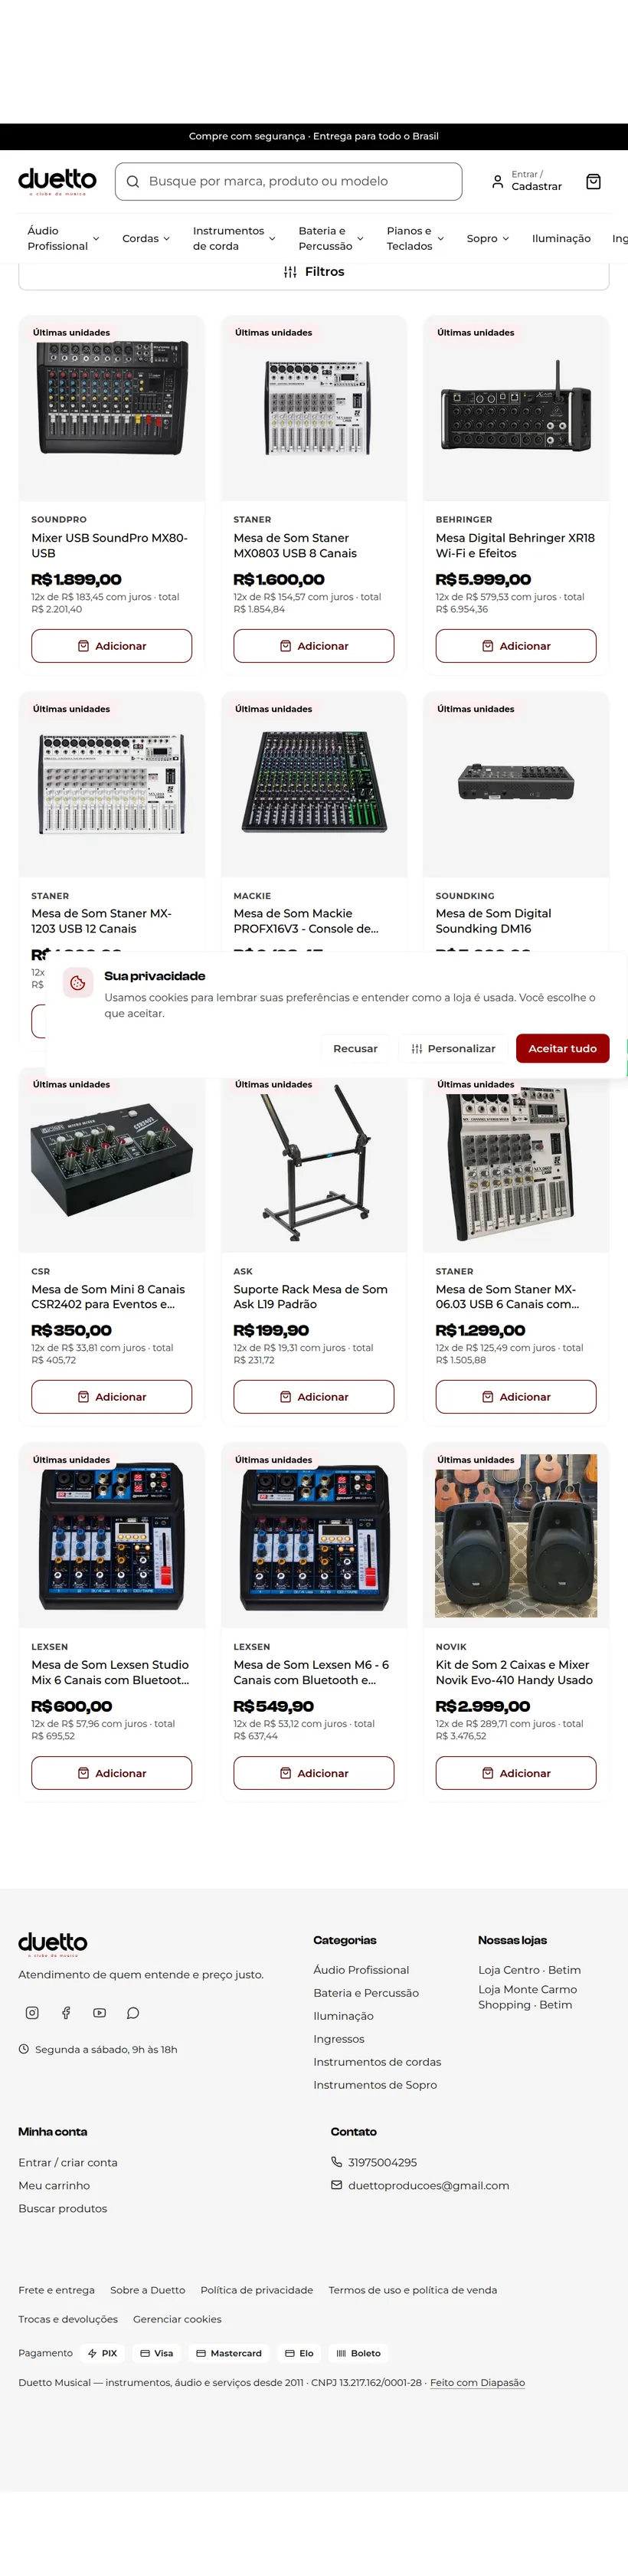 Compre com segurança · Entrega para todo o Brasil
duetto
o clube da música
Busque por marca, produto ou modelo
Entrar /
Cadastrar
Áudio
Profissional
Cordas
Instrumentos
de corda
Bateria e
Percussão
Pianos e
Teclados
Sopro
Iluminação
Ing
Filtros
Últimas unidades
Últimas unidades
Últimas unidades
SOUNDPRO
Mixer USB SoundPro MX80-
USB
R$ 1.899,00
12x de R$ 183,45 com juros · total
R$ 2.201,40
Adicionar
STANER
Mesa de Som Staner
MX0803 USB 8 Canais
R$ 1.600,00
12x de R$ 154,57 com juros · total
R$ 1.854,84
Adicionar
BEHRINGER
Mesa Digital Behringer XR18
Wi-Fi e Efeitos
R$ 5.999,00
12x de R$ 579,53 com juros · total
R$ 6.954,36
Adicionar
Últimas unidades
Últimas unidades
Últimas unidades
STANER
Mesa de Som Staner MX-
1203 USB 12 Canais
12x
R$
MACKIE
Mesa de Som Mackie
PROFX16V3 - Console de...
SOUNDKING
Mesa de Som Digital
Soundking DM16
Sua privacidade
Usamos cookies para lembrar suas preferências e entender como a loja é usada. Você escolhe o
que aceitar.
Recusar
Personalizar
Aceitar tudo
Últimas unidades
Últimas unidades
Últimas unidades
CSR
Mesa de Som Mini 8 Canais
CSR2402 para Eventos e...
R$ 350,00
12x de R$ 33,81 com juros · total
R$ 405,72
Adicionar
ASK
Suporte Rack Mesa de Som
Ask L19 Padrão
R$ 199,90
12x de R$ 19,31 com juros · total
R$ 231,72
Adicionar
STANER
Mesa de Som Staner MX-
06.03 USB 6 Canais com...
R$ 1.299,00
12x de R$ 125,49 com juros · total
R$ 1.505,88
Adicionar
Últimas unidades
Últimas unidades
Últimas unidades
LEXSEN
Mesa de Som Lexsen Studio
Mix 6 Canais com Bluetoot...
R$ 600,00
12x de R$ 57,96 com juros · total
R$ 695,52
Adicionar
LEXSEN
Mesa de Som Lexsen M6 - 6
Canais com Bluetooth e...
R$ 549,90
12x de R$ 53,12 com juros · total
R$ 637,44
Adicionar
NOVIK
Kit de Som 2 Caixas e Mixer
Novik Evo-410 Handy Usado
R$ 2.999,00
12x de R$ 289,71 com juros · total
R$ 3.476,52
Adicionar
duetto
o clube da música
Atendimento de quem entende e preço justo.
Segunda a sábado, 9h às 18h
Categorias
Áudio Profissional
Bateria e Percussão
Iluminação
Ingressos
Instrumentos de cordas
Instrumentos de Sopro
Nossas lojas
Loja Centro · Betim
Loja Monte Carmo
Shopping · Betim
Minha conta
Entrar / criar conta
Meu carrinho
Buscar produtos
Contato
31975004295
duettoproducoes@gmail.com
Frete e entrega
Sobre a Duetto
Política de privacidade
Termos de uso e política de venda
Trocas e devoluções
Gerenciar cookies
Pagamento
PIX
Visa
Mastercard
Elo
Boleto
Duetto Musical — instrumentos, áudio e serviços desde 2011 · CNPJ 13.217.162/0001-28 · Feito com Diapasão